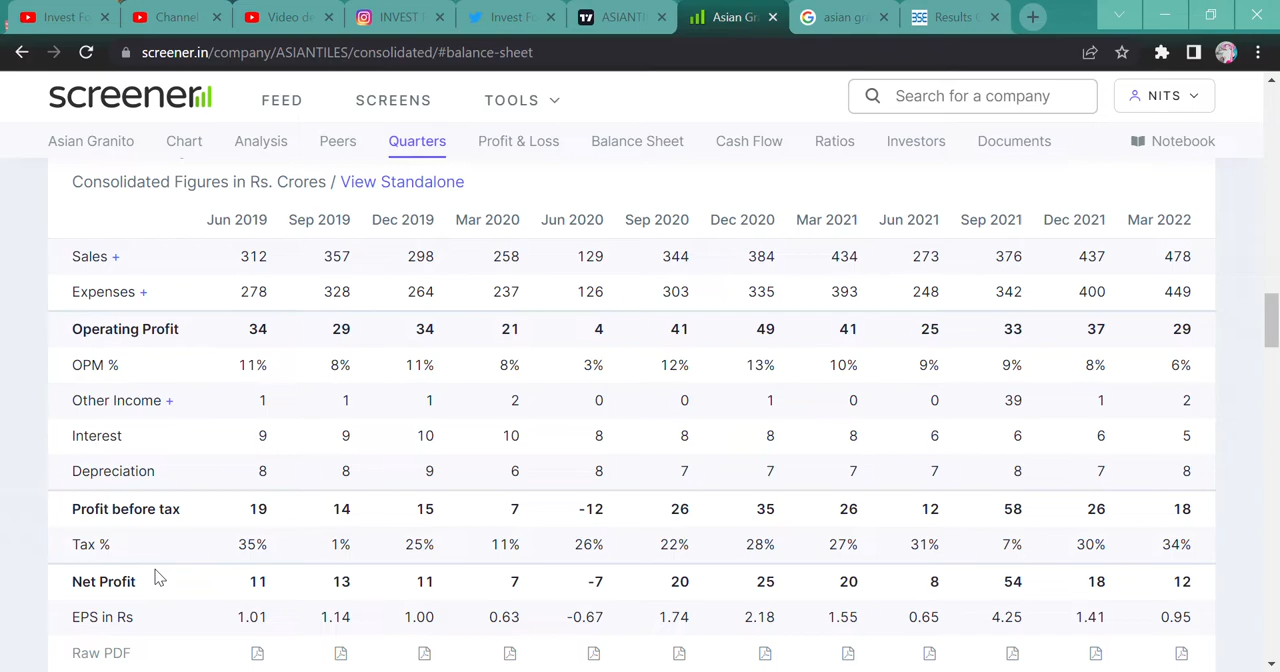 Invest Fo
Channel
Video de
INVEST
Invest Fo
ASIANT
Asian Gr
asian gra
Results
screener.in/company/ASIANTILES/consolidated/#balance-sheet
screener FEED SCREENS TOOLS Search for a company NITS
Asian Granito Chart Analysis Peers Quarters Profit & Loss Balance Sheet Cash Flow Ratios Investors Documents Notebook
Consolidated Figures in Rs. Crores / View Standalone
Jun 2019 Sep 2019 Dec 2019 Mar 2020 Jun 2020 Sep 2020 Dec 2020 Mar 2021 Jun 2021 Sep 2021 Dec 2021 Mar 2022
Sales + 312 357 298 258 129 344 384 434 273 376 437 478
Expenses + 278 328 264 237 126 303 335 393 248 342 400 449
Operating Profit 34 29 34 21 4 41 49 41 25 33 37 29
OPM % 11% 8% 11% 8% 3% 12% 13% 10% 9% 9% 8% 6%
Other Income + 1 1 1 2 0 0 1 0 0 39 1 2
Interest 9 9 10 10 8 8 8 8 6 6 6 5
Depreciation 8 8 9 6 8 7 7 7 7 8 7 8
Profit before tax 19 14 15 7 -12 26 35 26 12 58 26 18
Tax % 35% 1% 25% 11% 26% 22% 28% 27% 31% 7% 30% 34%
Net Profit 11 13 11 7 -7 20 25 20 8 54 18 12
EPS in Rs 1.01 1.14 1.00 0.63 -0.67 1.74 2.18 1.55 0.65 4.25 1.41 0.95
Raw PDF